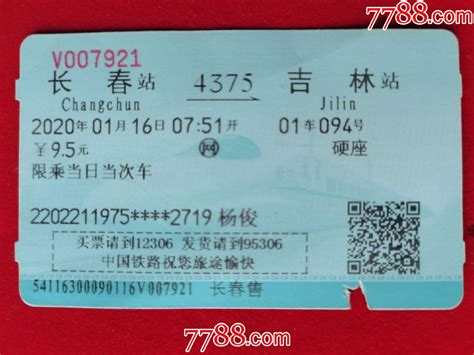 7788.com
V007921
长春站 4375 吉林站
Changchun Jilin
2020年01月16日07:51开 01车094号
￥9.5元 网 硬座
限乘当日当次车
2202211975****2719 杨俊
买票请到12306 发货请到95306
中国铁路祝您旅途愉快
54116300090116V007921 长春售
7788.com